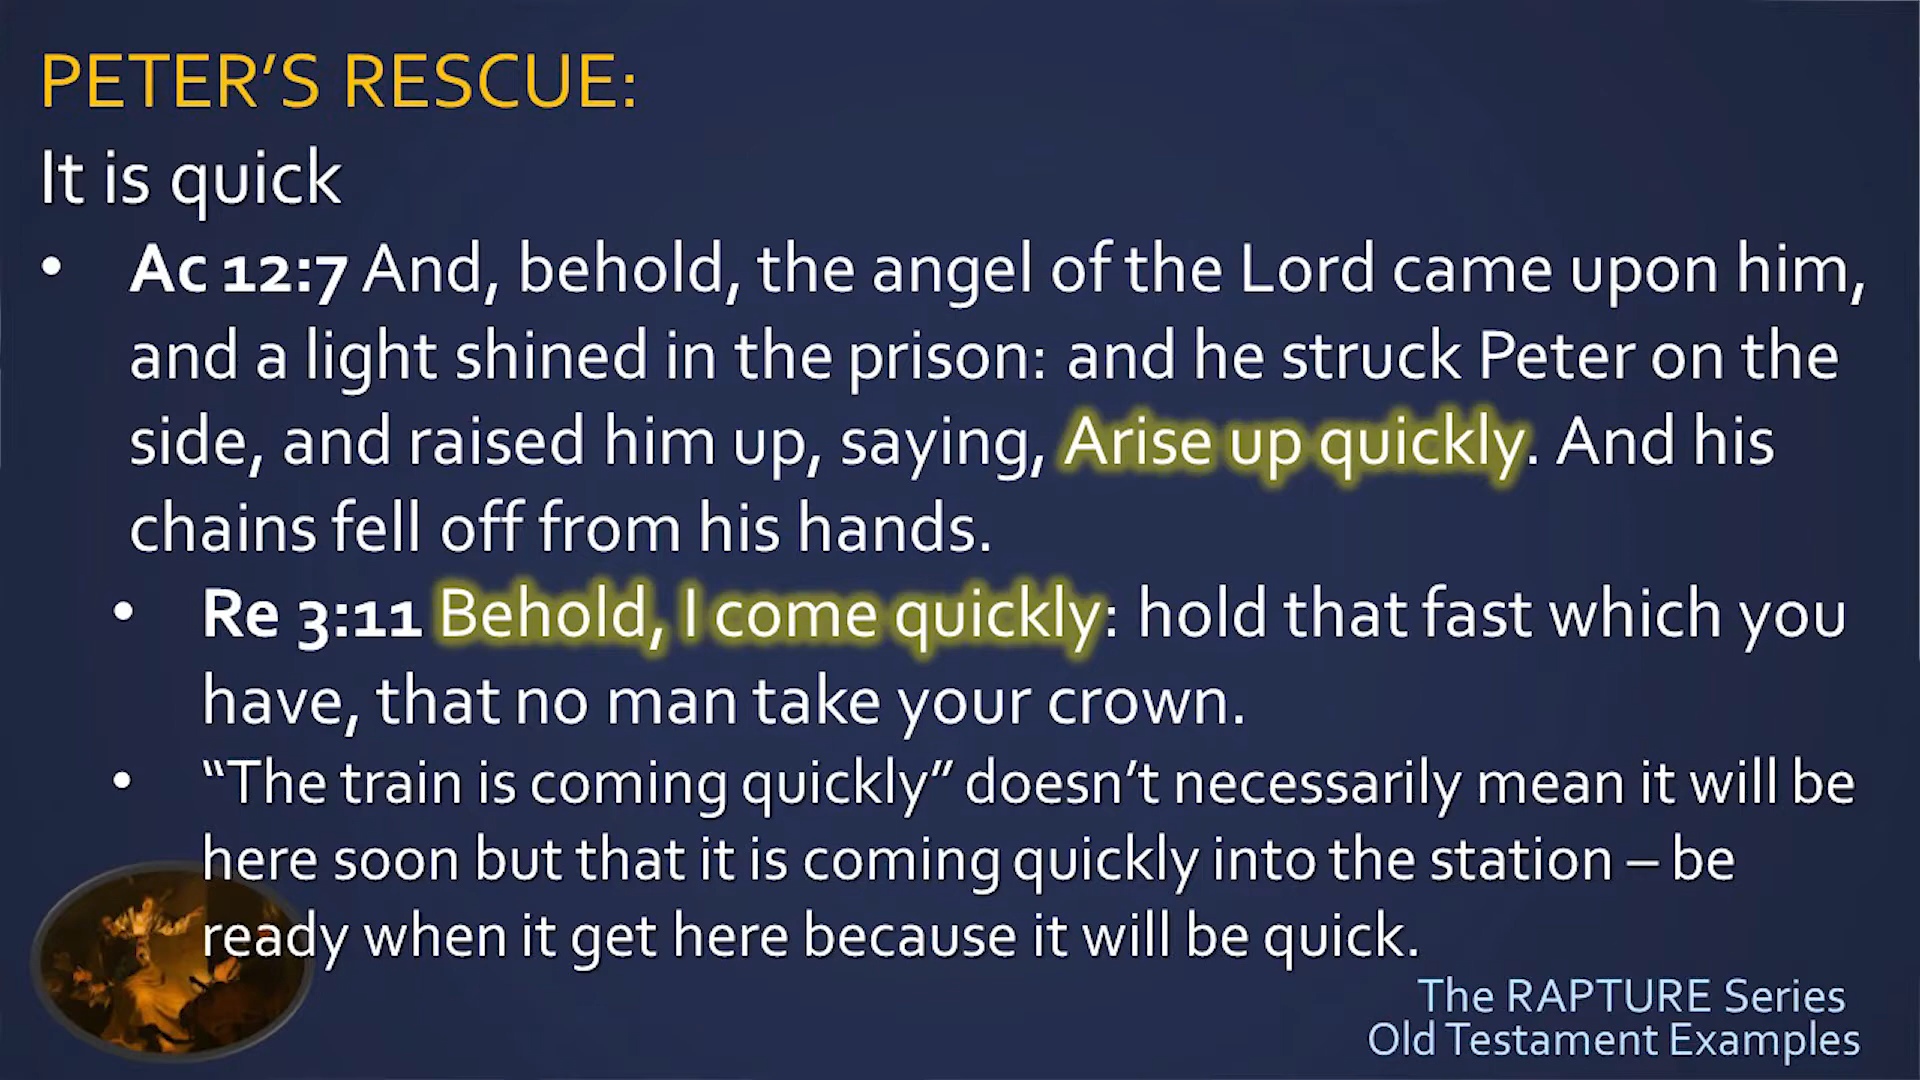 PETER’S RESCUE:
It is quick
• Ac 12:7 And, behold, the angel of the Lord came upon him,
and a light shined in the prison: and he struck Peter on the
side, and raised him up, saying, Arise up quickly. And his
chains fell off from his hands.
• Re 3:11 Behold, I come quickly: hold that fast which you
have, that no man take your crown.
• “The train is coming quickly” doesn’t necessarily mean it will be
here soon but that it is coming quickly into the station – be
ready when it get here because it will be quick.
The RAPTURE Series
Old Testament Examples